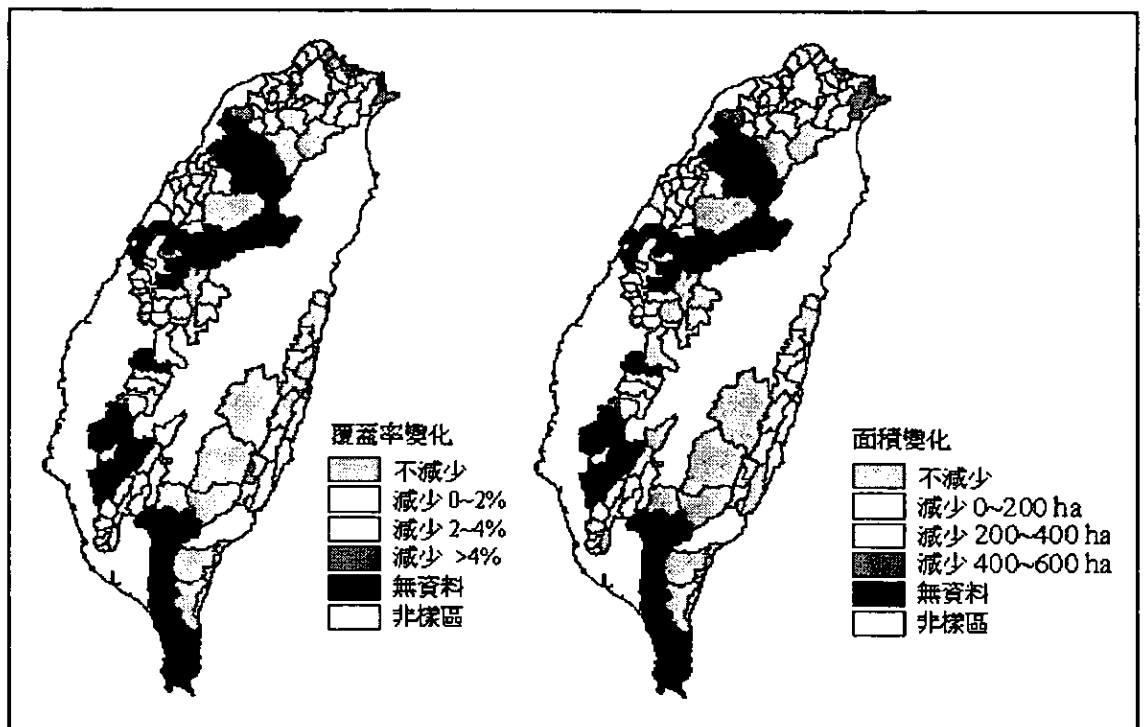 覆蓋率變化
不減少
減少 0~2%
減少 2~4%
減少 >4%
無資料
非樣區
面積變化
不減少
減少 0~200 ha
減少 200~400 ha
減少 400~600 ha
無資料
非樣區